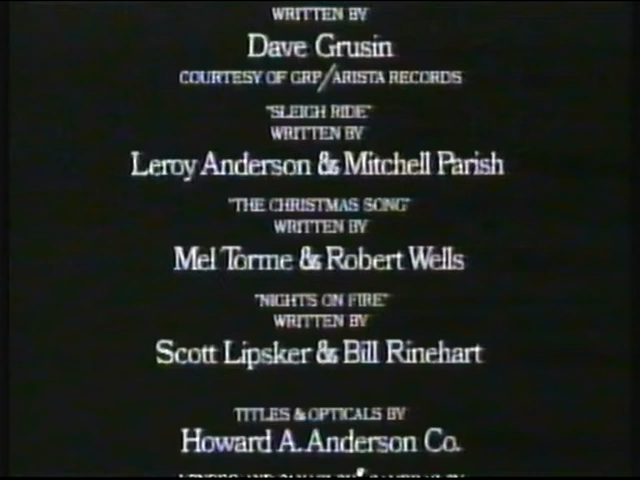 WRITTEN BY
Dave Grusin
COURTESY OF GRP/ARISTA RECORDS
"SLEIGH RIDE"
WRITTEN BY
Leroy Anderson & Mitchell Parish
"THE CHRISTMAS SONG"
WRITTEN BY
Mel Torme & Robert Wells
"NIGHTS ON FIRE"
WRITTEN BY
Scott Lipsker & Bill Rinehart
TITLES & OPTICALS BY
Howard A. Anderson Co.